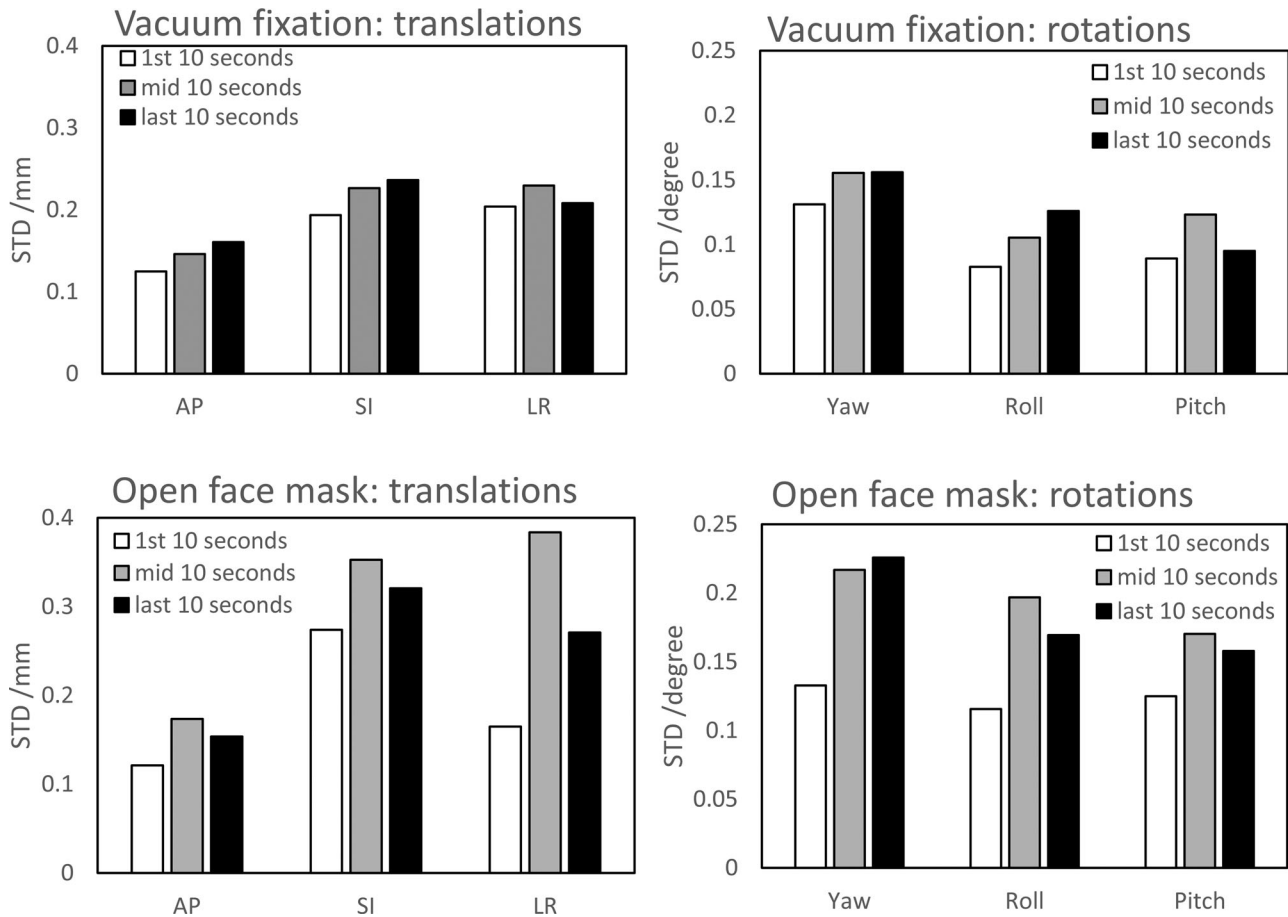 Vacuum fixation: translations
0.4
0.3
0.2
0.1
0
STD /mm
1st 10 seconds
mid 10 seconds
last 10 seconds
AP SI LR
Vacuum fixation: rotations
0.25
0.2
0.15
0.1
0.05
0
STD /degree
1st 10 seconds
mid 10 seconds
last 10 seconds
Yaw Roll Pitch
Open face mask: translations
0.4
0.3
0.2
0.1
0
STD /mm
1st 10 seconds
mid 10 seconds
last 10 seconds
AP SI LR
Open face mask: rotations
0.25
0.2
0.15
0.1
0.05
0
STD /degree
1st 10 seconds
mid 10 seconds
last 10 seconds
Yaw Roll Pitch